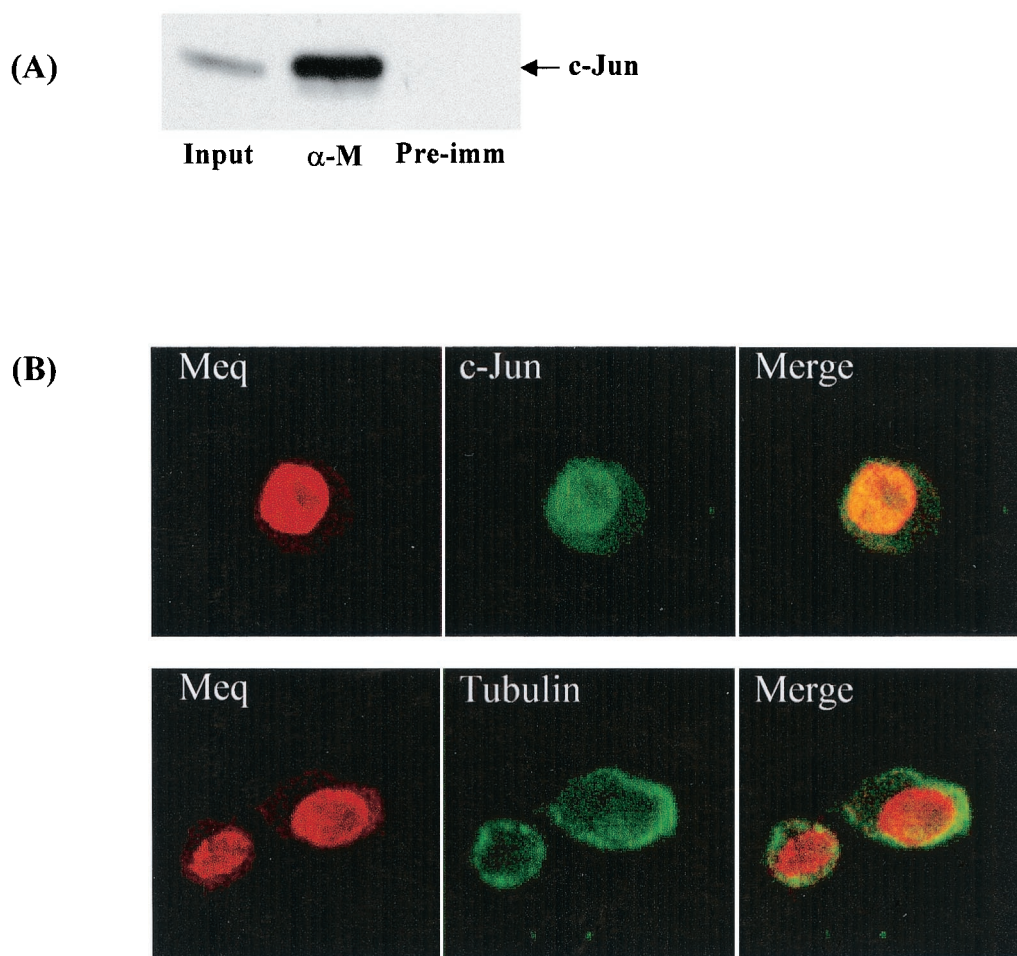 (A)
c-Jun
Input α-M Pre-imm
(B)
Meq c-Jun Merge
Meq Tubulin Merge